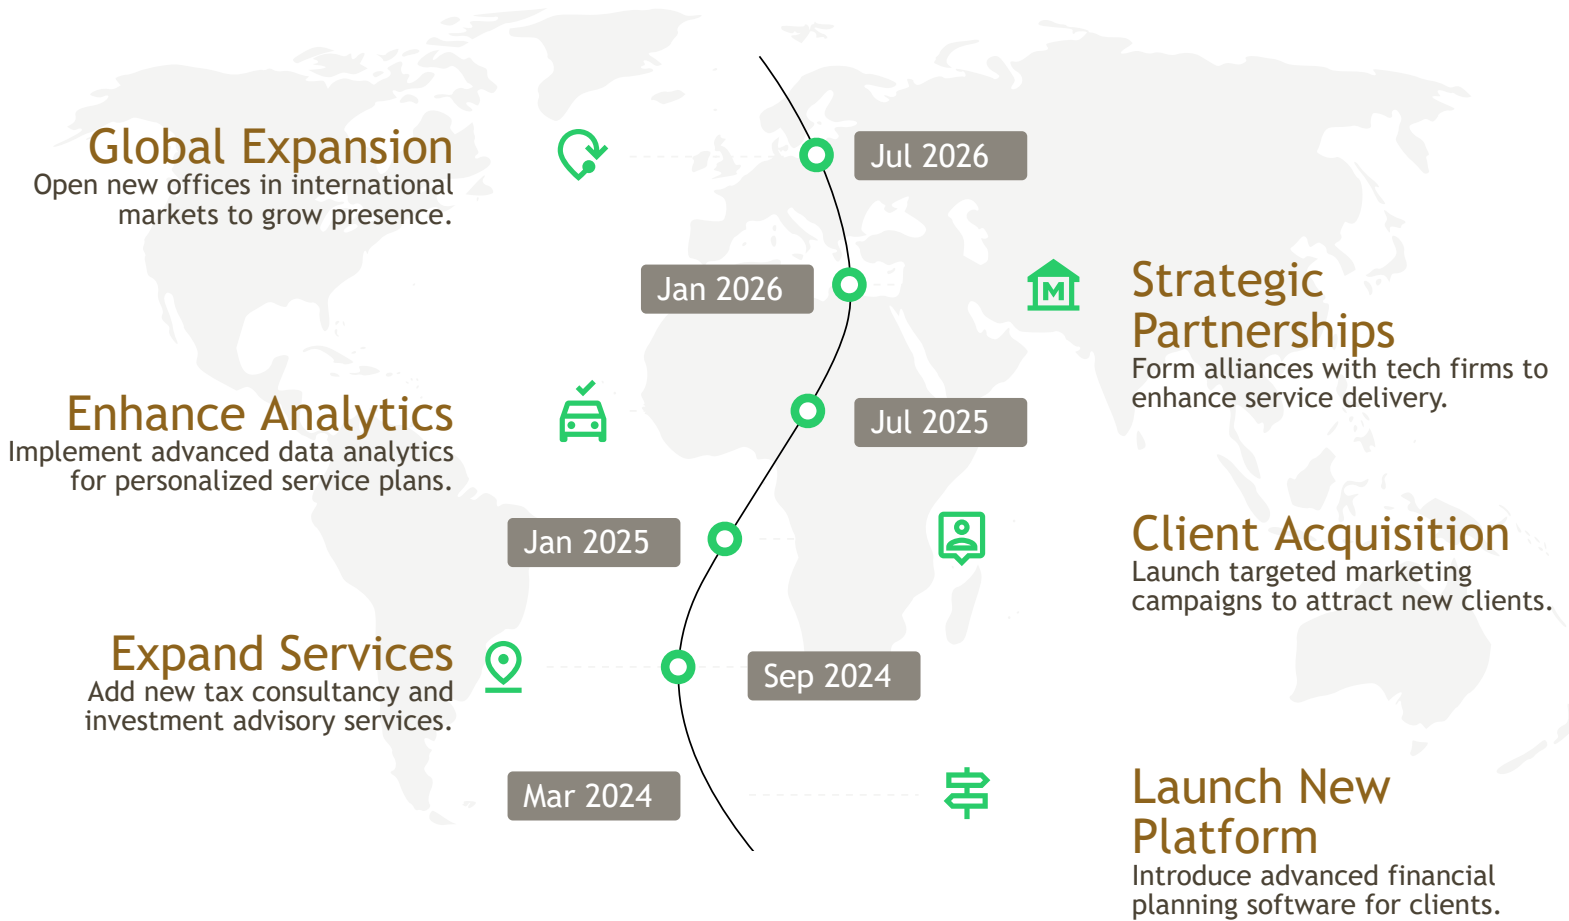 Global Expansion
Open new offices in international
markets to grow presence.
Jul 2026
Jan 2026
Strategic
Partnerships
Form alliances with tech firms to
enhance service delivery.
Enhance Analytics
Implement advanced data analytics
for personalized service plans.
Jul 2025
Jan 2025
Client Acquisition
Launch targeted marketing
campaigns to attract new clients.
Expand Services
Add new tax consultancy and
investment advisory services.
Sep 2024
Mar 2024
Launch New
Platform
Introduce advanced financial
planning software for clients.